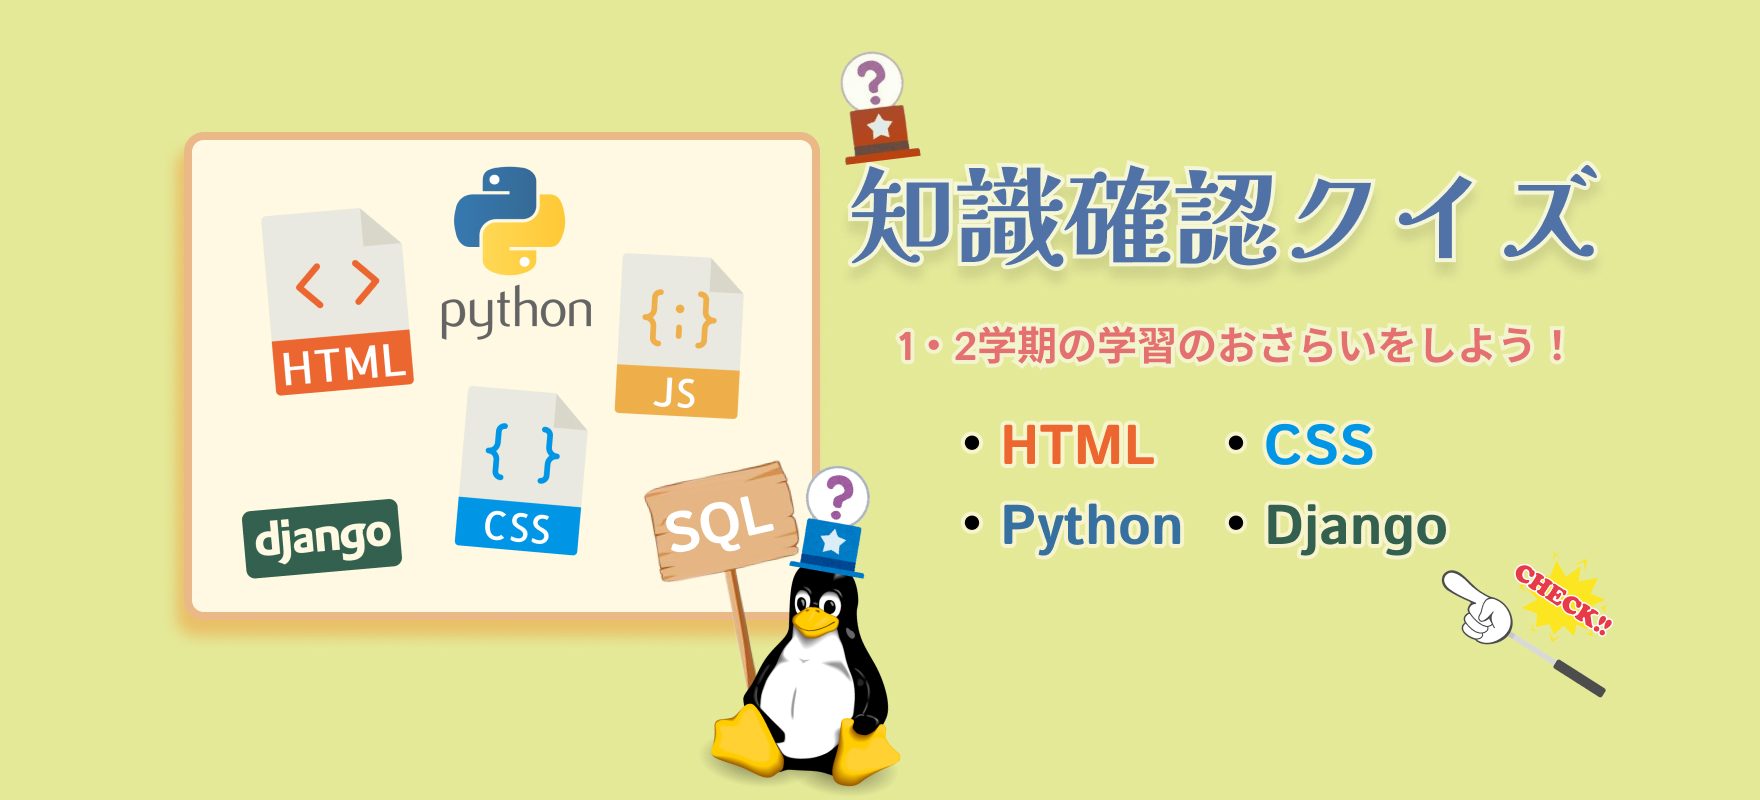 ?
知識確認クイズ
1・2学期の学習のおさらいをしよう！
・HTML ・CSS
・Python ・Django
CHECK!!
python
< >
HTML
{ ; }
JS
{ }
CSS
django
SQL
?